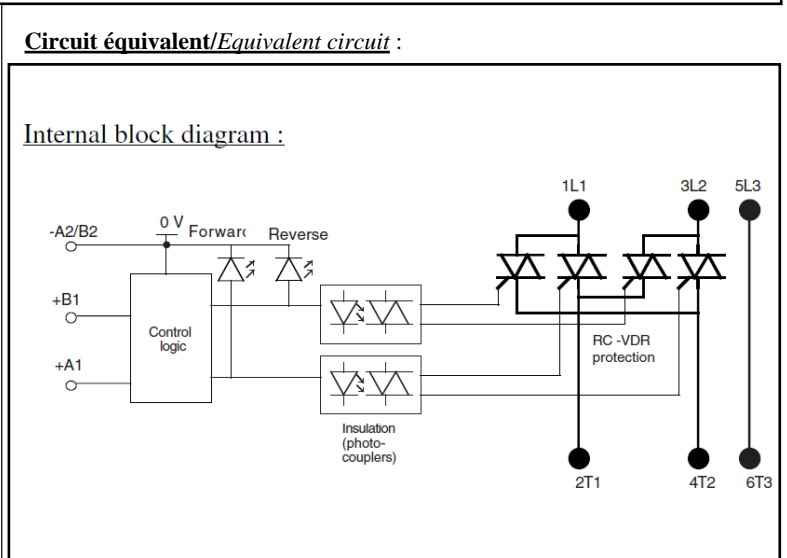 Circuit équivalent/Equivalent circuit :
Internal block diagram :
1L1 3L2 5L3
-A2/B2 0 V Forward Reverse
+B1
Control
logic
+A1
RC -VDR
protection
Insulation
(photo-
couplers)
2T1 4T2 6T3